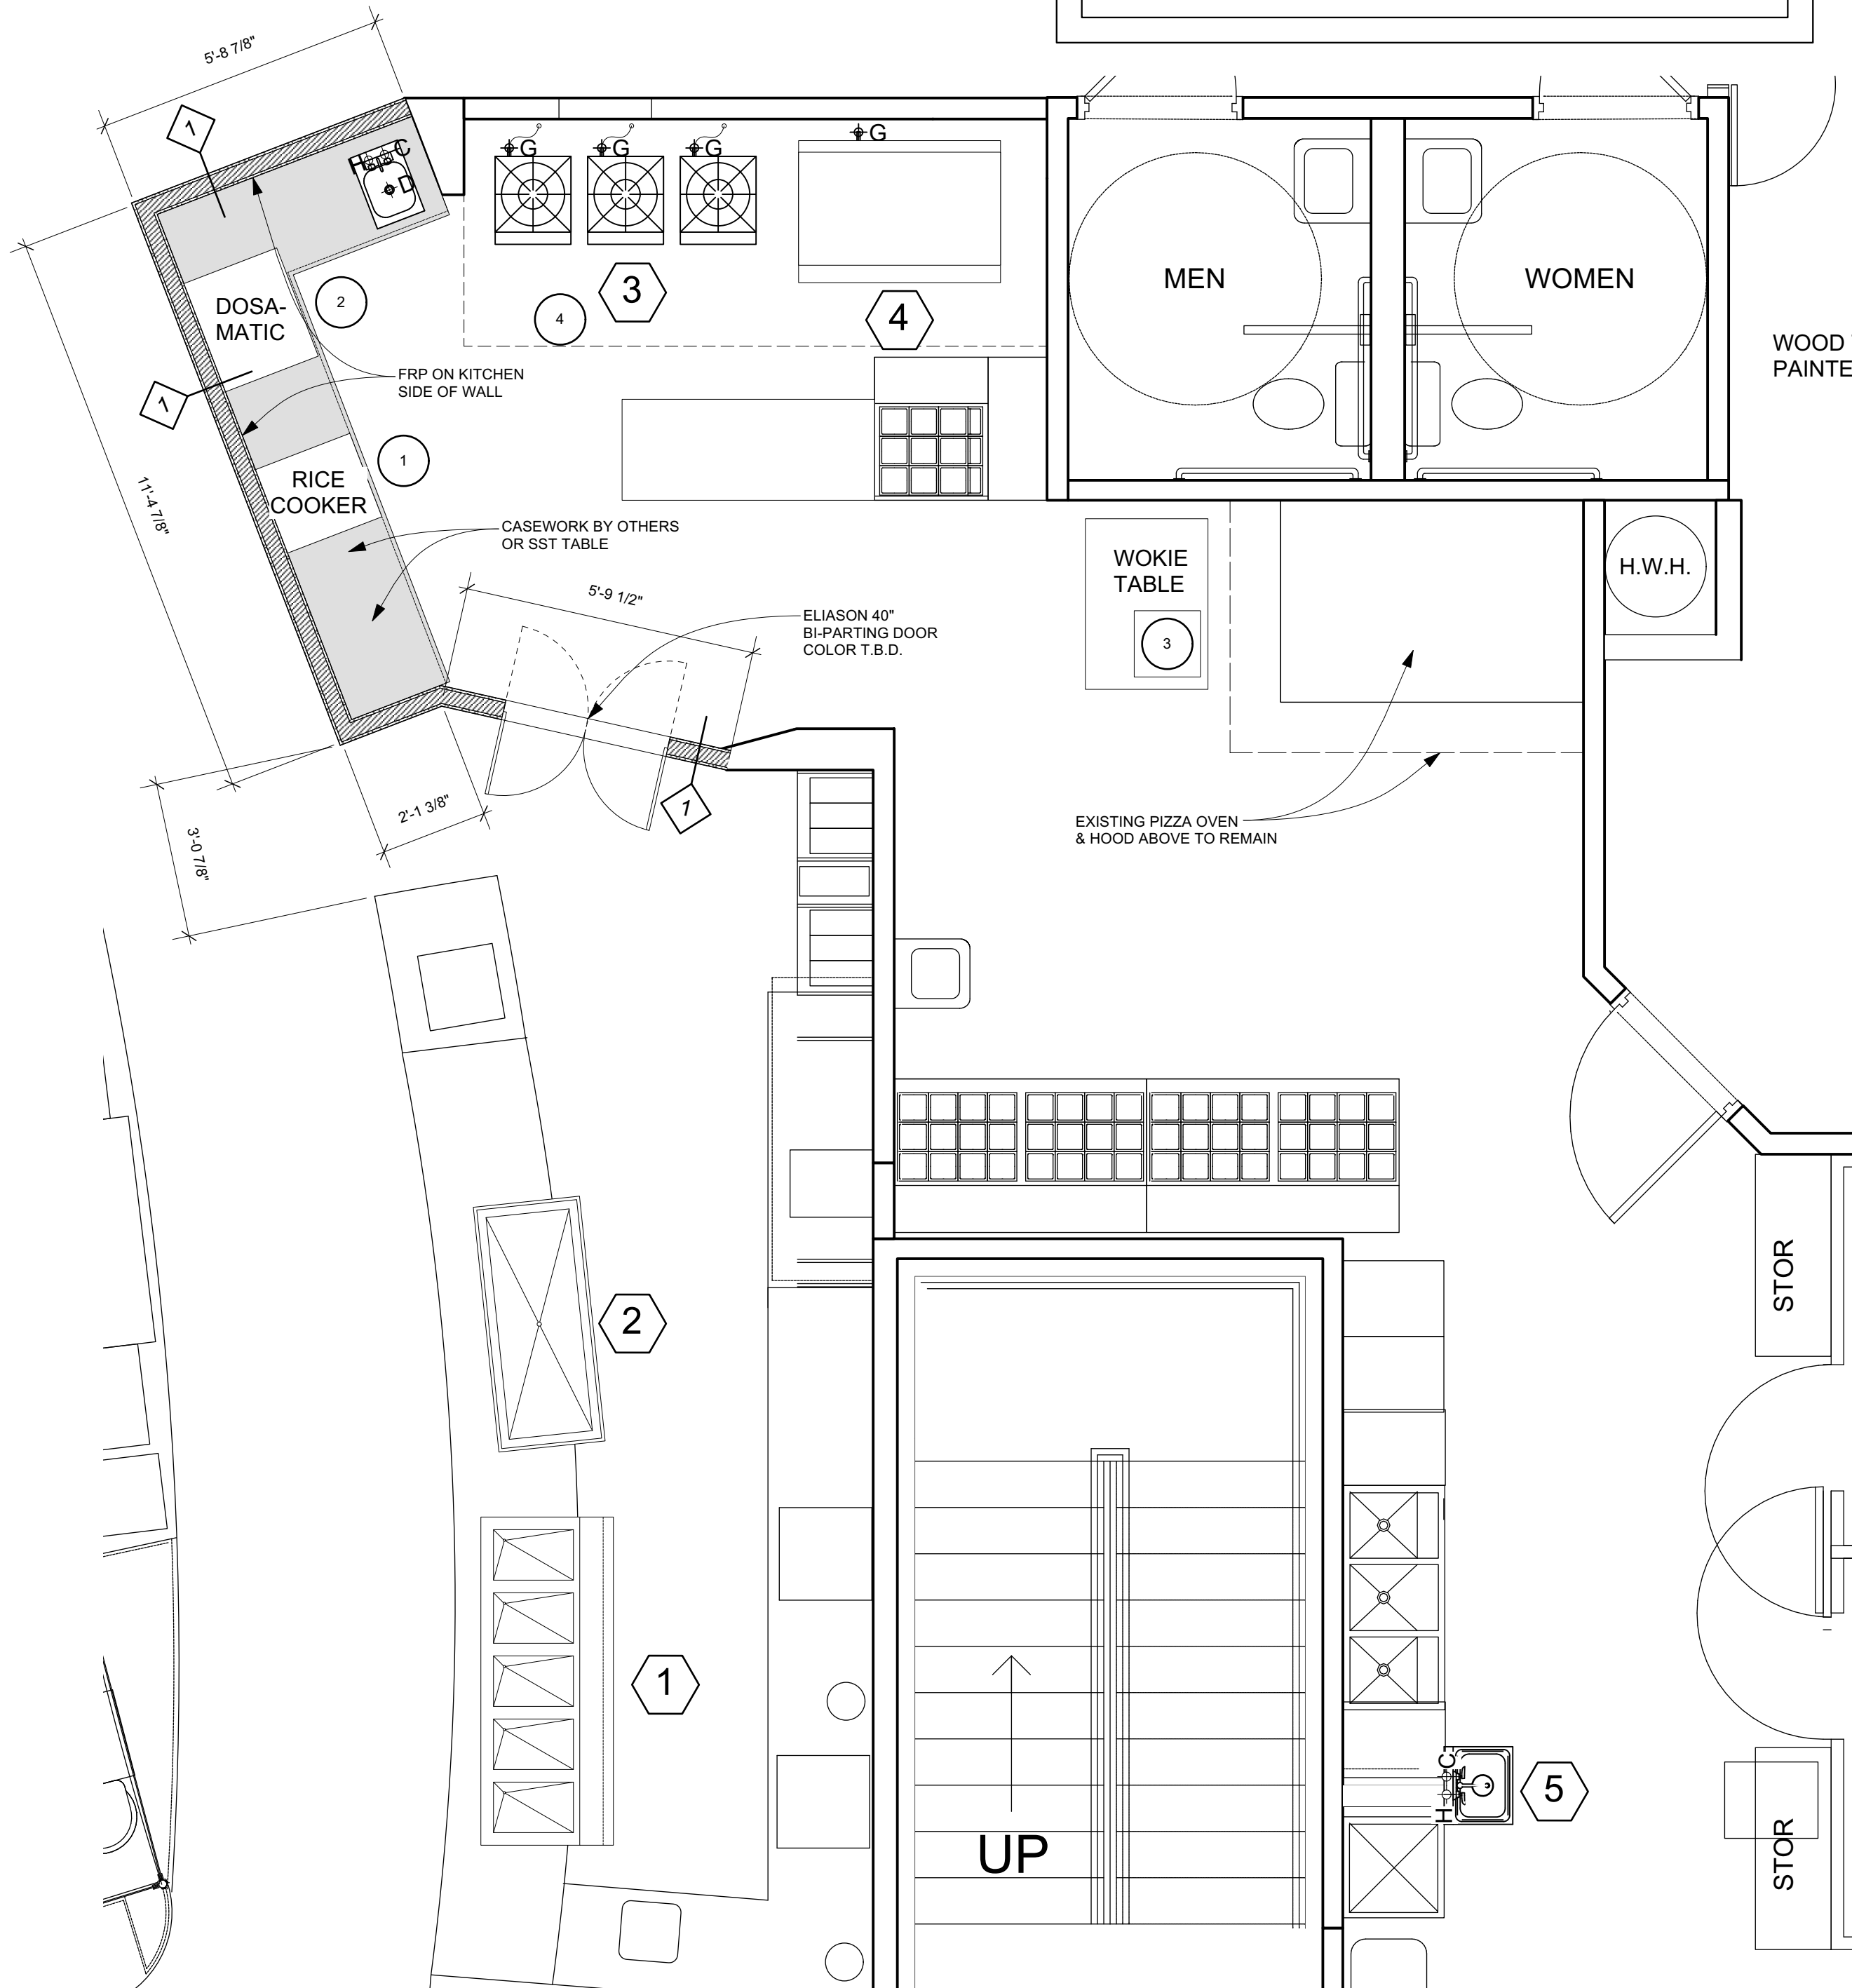 5'-8 7/8"
1
H
C
D
G
G
G
G
3
4
4
2
DOSA-
MATIC
MEN
WOMEN
WOOD
PAINTE
1
FRP ON KITCHEN
SIDE OF WALL
1
RICE
COOKER
11'-4 7/8"
CASEWORK BY OTHERS
OR SST TABLE
5'-9 1/2"
ELIASON 40"
BI-PARTING DOOR
COLOR T.B.D.
WOKIE
TABLE
3
H.W.H.
1
2'-1 3/8"
3'-0 7/8"
EXISTING PIZZA OVEN
& HOOD ABOVE TO REMAIN
2
STOR
1
UP
C
H
5
STOR